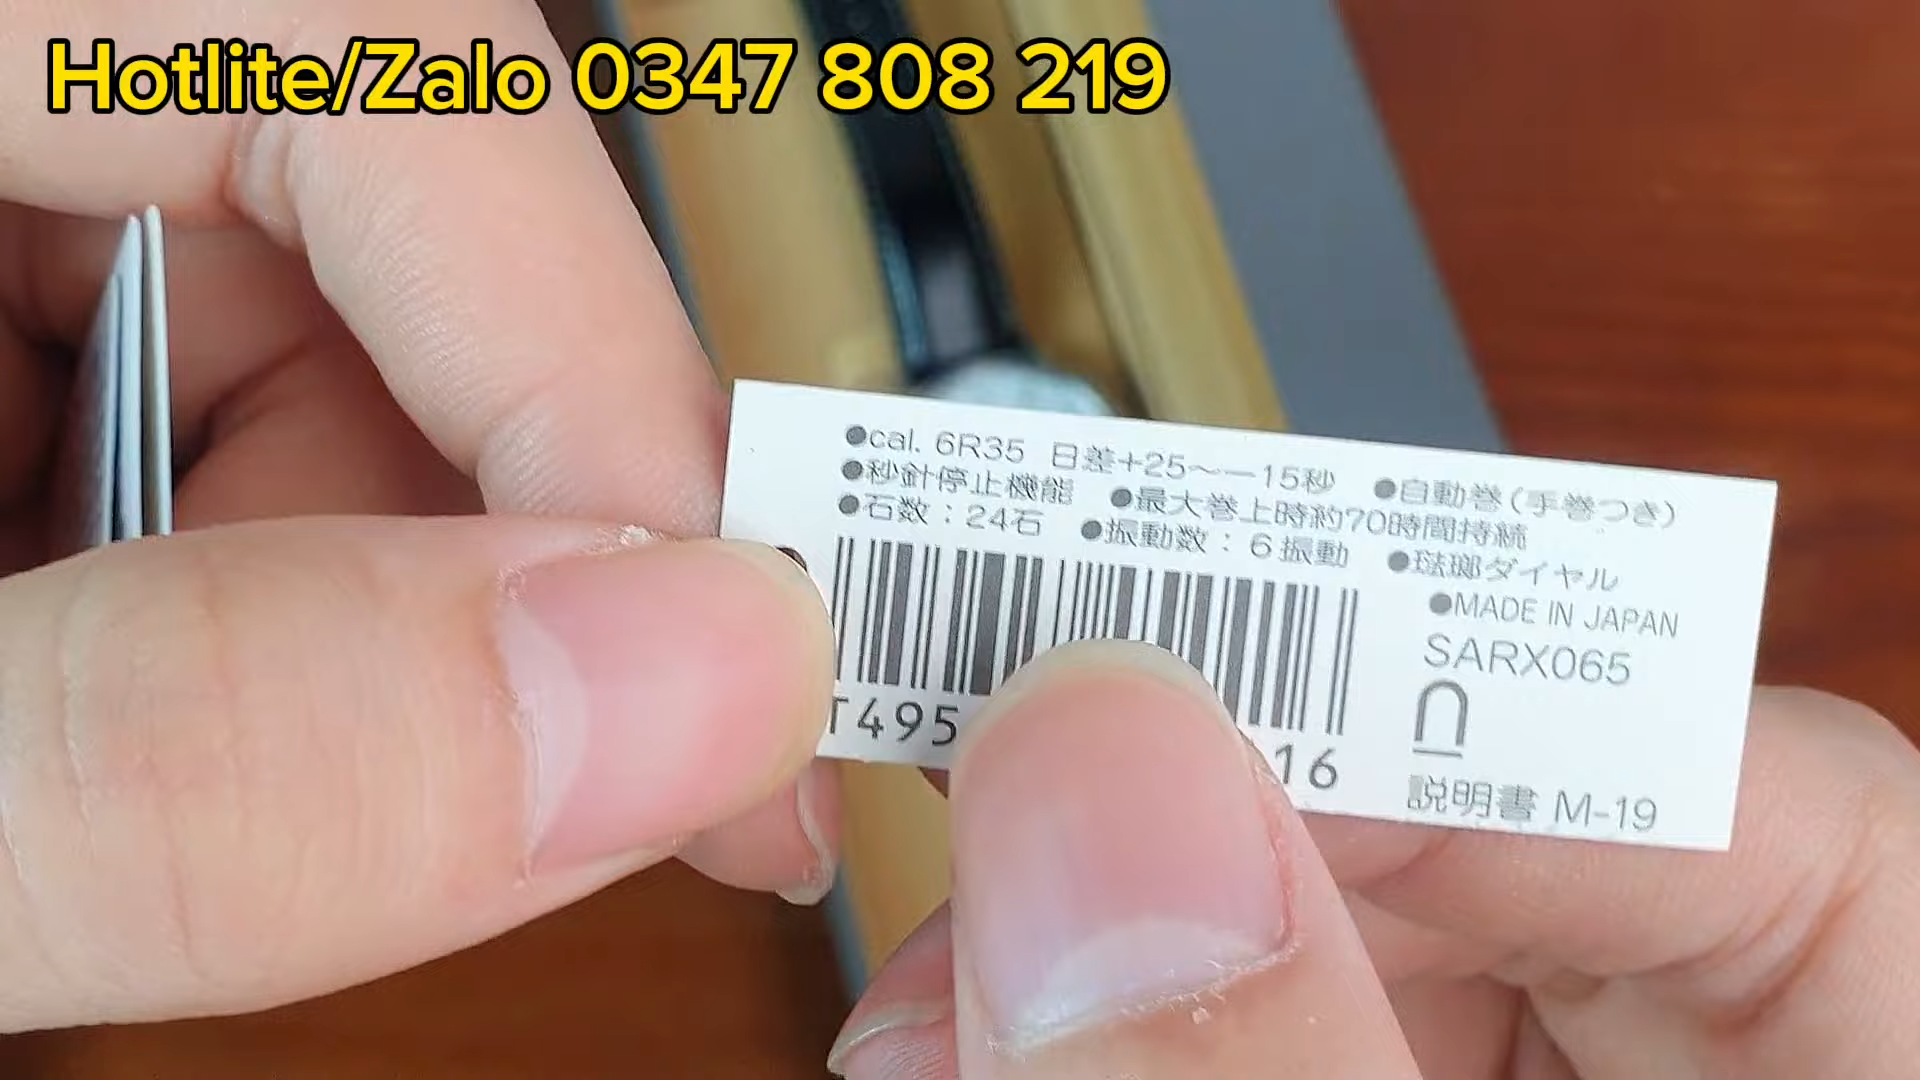 Hotlite/Zalo 0347 808 219
●cal. 6R35 日差+25～－15秒 ●自動巻(手巻つき)
●秒針停止機能 ●最大巻上時約70時間持続
●石数：24石 ●振動数：6振動 ●琺瑯ダイヤル
●MADE IN JAPAN
SARX065
T495 16
説明書 M-19